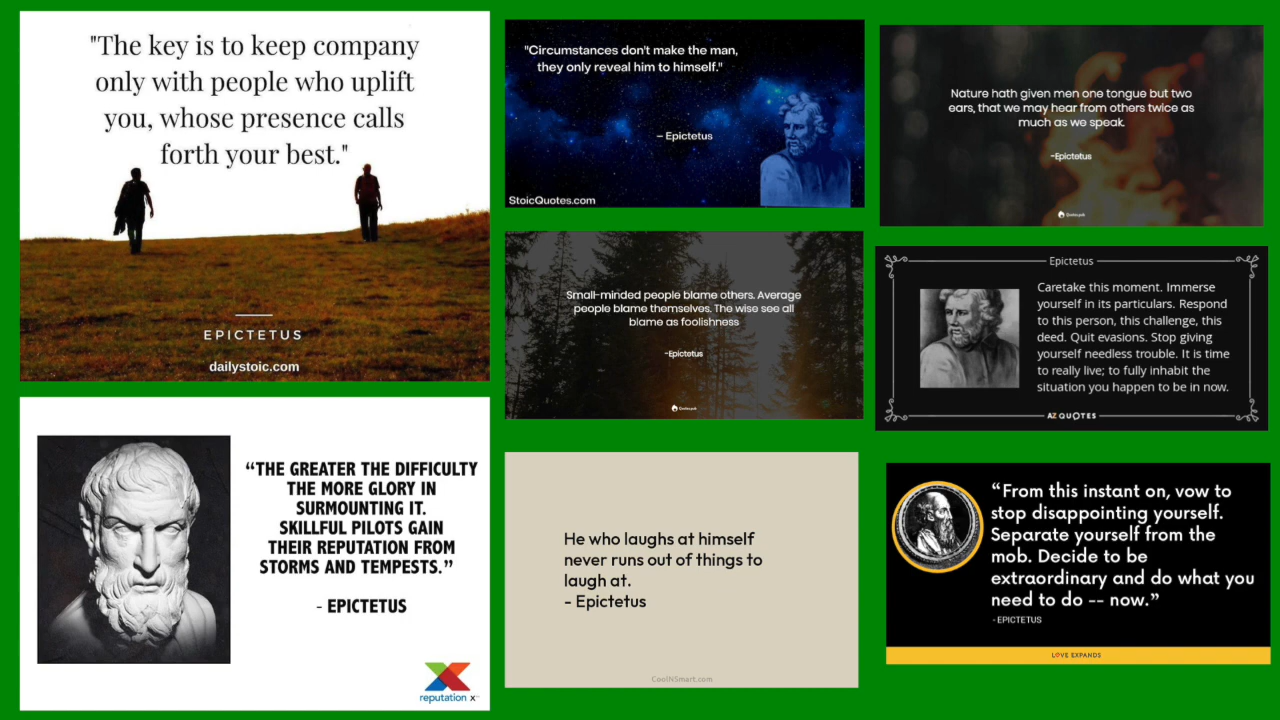 "The key is to keep company
only with people who uplift
you, whose presence calls
forth your best."
EPICTETUS
dailystoic.com
"Circumstances don't make the man,
they only reveal him to himself."
– Epictetus
StoicQuotes.com
Nature hath given men one tongue but two
ears, that we may hear from others twice as
much as we speak.
-Epictetus
Quotes.pub
Small-minded people blame others. Average
people blame themselves. The wise see all
blame as foolishness
-Epictetus
Quotes.pub
Epictetus
Caretake this moment. Immerse
yourself in its particulars. Respond
to this person, this challenge, this
deed. Quit evasions. Stop giving
yourself needless trouble. It is time
to really live; to fully inhabit the
situation you happen to be in now.
AZ QUOTES
“THE GREATER THE DIFFICULTY
THE MORE GLORY IN
SURMOUNTING IT.
SKILLFUL PILOTS GAIN
THEIR REPUTATION FROM
STORMS AND TEMPESTS.”
- EPICTETUS
reputation x
He who laughs at himself
never runs out of things to
laugh at.
- Epictetus
CoolNSmart.com
“From this instant on, vow to
stop disappointing yourself.
Separate yourself from the
mob. Decide to be
extraordinary and do what you
need to do -- now.”
- EPICTETUS
LOVE EXPANDS